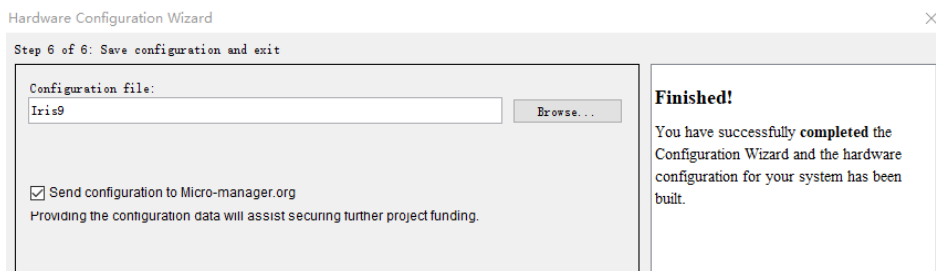 Hardware Configuration Wizard
Step 6 of 6: Save configuration and exit
Configuration file:
Iris9
Browse...
Send configuration to Micro-manager.org
Providing the configuration data will assist securing further project funding.
Finished!
You have successfully completed the
Configuration Wizard and the hardware
configuration for your system has been
built.